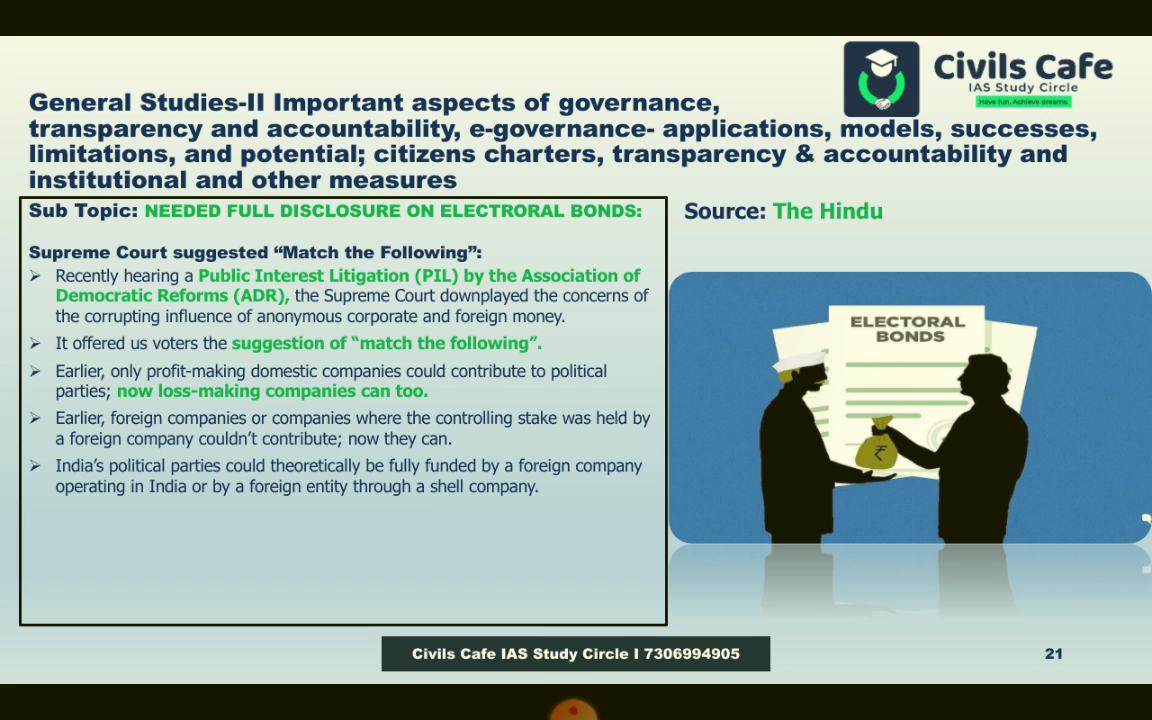 Civils Cafe
IAS Study Circle
Have fun. Achieve dreams.
General Studies-II Important aspects of governance,
transparency and accountability, e-governance- applications, models, successes,
limitations, and potential; citizens charters, transparency & accountability and
institutional and other measures
Sub Topic: NEEDED FULL DISCLOSURE ON ELECTRORAL BONDS:
Supreme Court suggested “Match the Following”:
➢ Recently hearing a Public Interest Litigation (PIL) by the Association of
Democratic Reforms (ADR), the Supreme Court downplayed the concerns of
the corrupting influence of anonymous corporate and foreign money.
➢ It offered us voters the suggestion of “match the following”.
➢ Earlier, only profit-making domestic companies could contribute to political
parties; now loss-making companies can too.
➢ Earlier, foreign companies or companies where the controlling stake was held by
a foreign company couldn’t contribute; now they can.
➢ India’s political parties could theoretically be fully funded by a foreign company
operating in India or by a foreign entity through a shell company.
Source: The Hindu
ELECTORAL
BONDS
₹
Civils Cafe IAS Study Circle I 7306994905
21